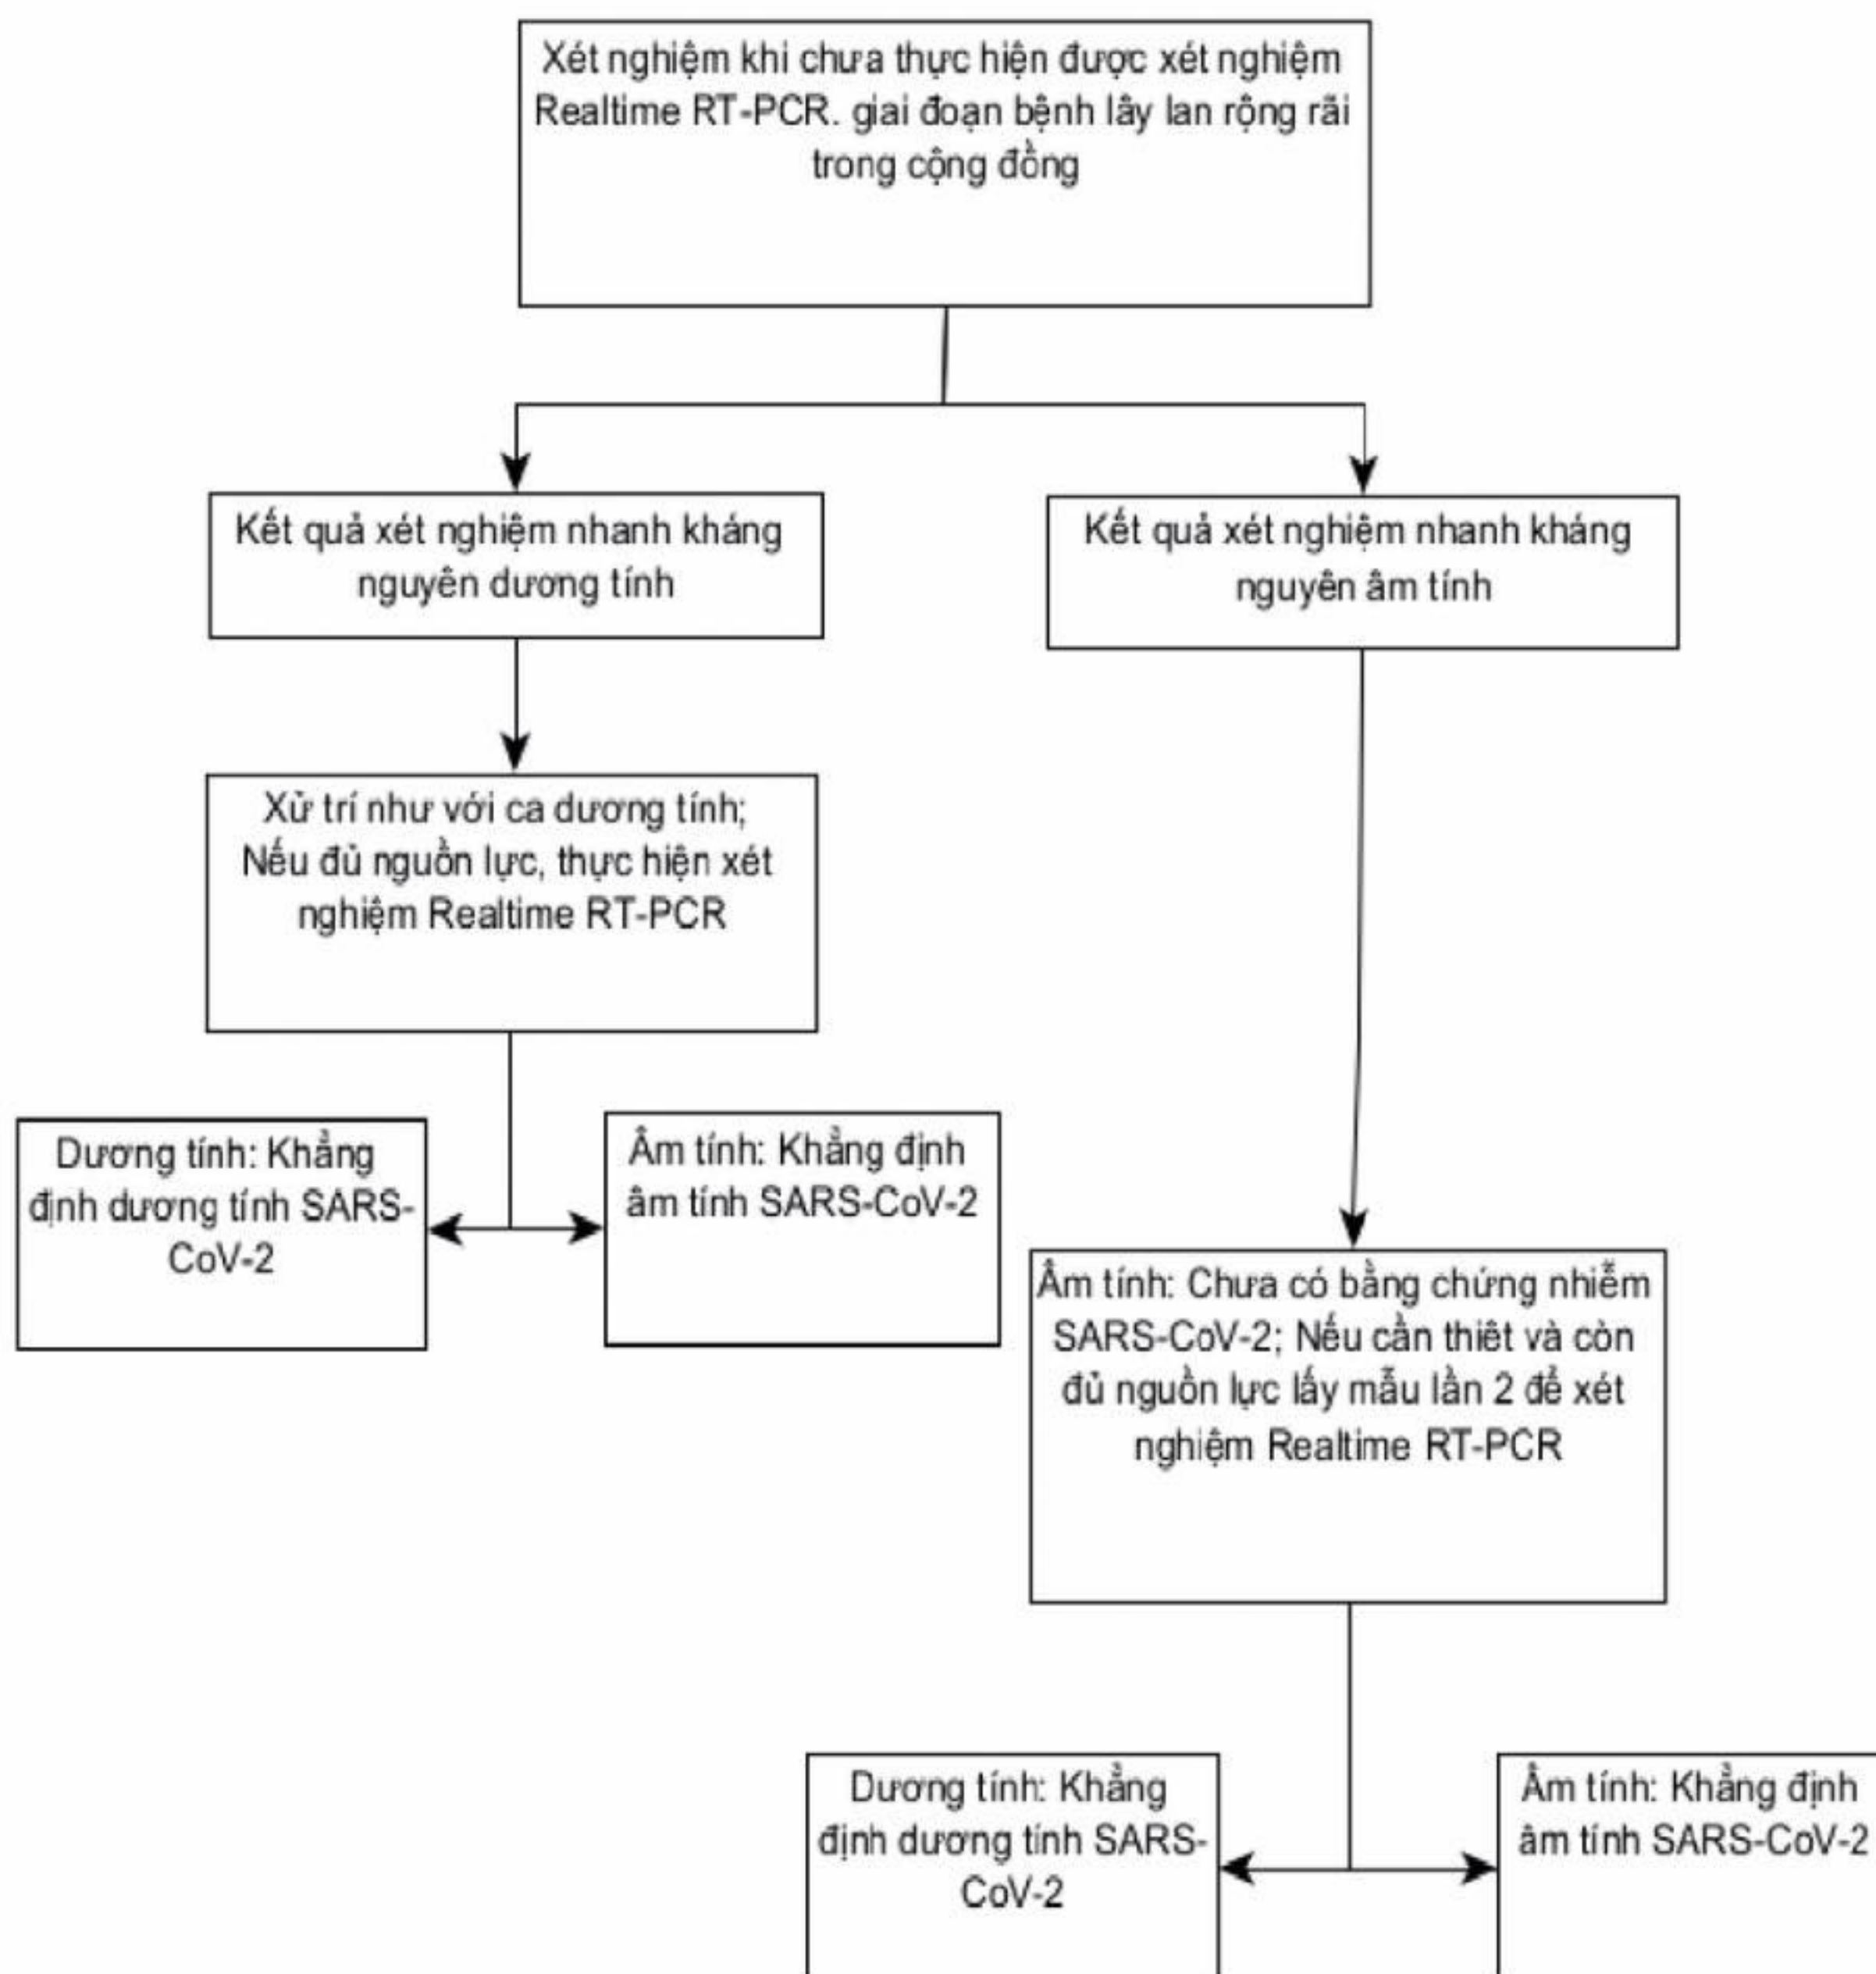 Xét nghiệm khi chưa thực hiện được xét nghiệm
Realtime RT-PCR. giai đoạn bệnh lây lan rộng rãi
trong cộng đồng
Kết quả xét nghiệm nhanh kháng
nguyên dương tính
Kết quả xét nghiệm nhanh kháng
nguyên âm tính
Xử trí như với ca dương tính;
Nếu đủ nguồn lực, thực hiện xét
nghiệm Realtime RT-PCR
Dương tính: Khẳng
định dương tính SARS-
CoV-2
Âm tính: Khẳng định
âm tính SARS-CoV-2
Âm tính: Chưa có bằng chứng nhiễm
SARS-CoV-2; Nếu cần thiêt và còn
đủ nguồn lực lấy mẫu lần 2 để xét
nghiệm Realtime RT-PCR
Dương tính: Khẳng
định dương tính SARS-
CoV-2
Âm tính: Khẳng định
âm tính SARS-CoV-2